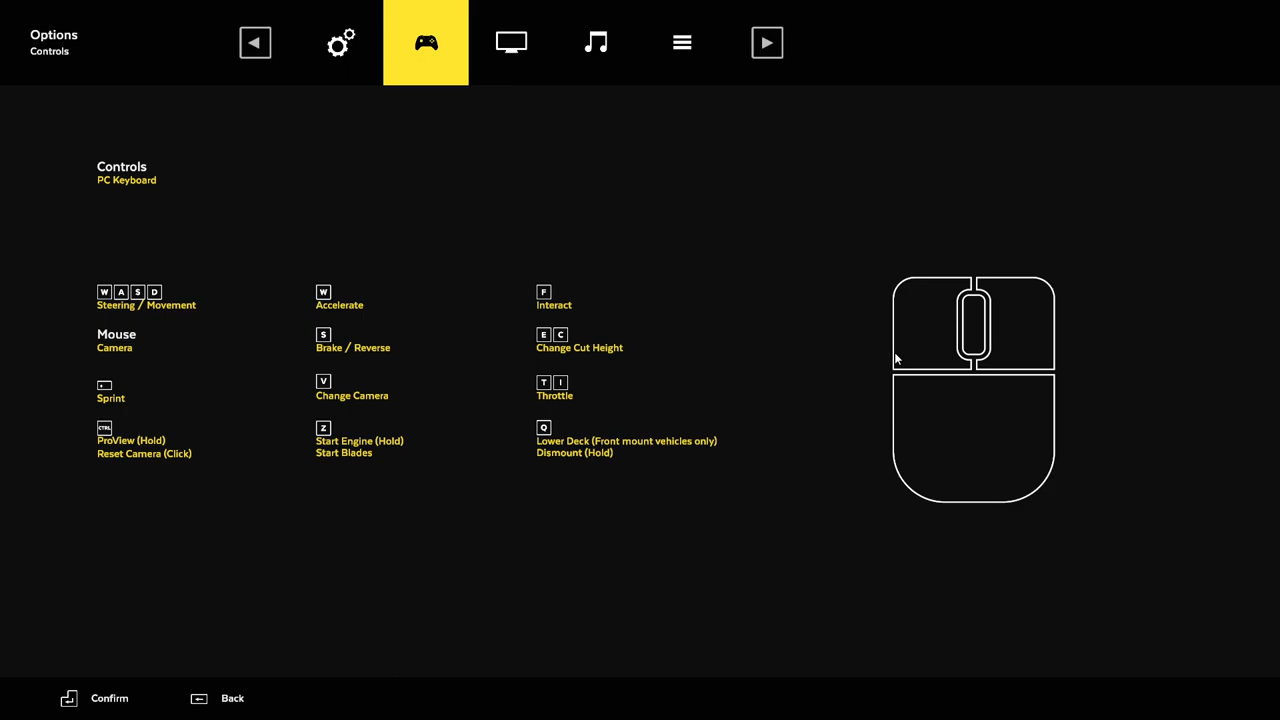 Options
Controls
Controls
PC Keyboard
W A S D
Steering / Movement
W
Accelerate
F
Interact
Mouse
Camera
S
Brake / Reverse
E C
Change Cut Height
Sprint
V
Change Camera
T I
Throttle
CTRL
ProView (Hold)
Reset Camera (Click)
Z
Start Engine (Hold)
Start Blades
Q
Lower Deck (Front mount vehicles only)
Dismount (Hold)
Confirm
Back